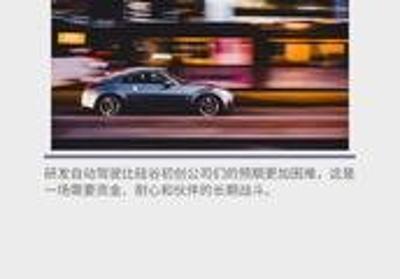 研发自动驾驶比硅谷初创公司们的预期更加困难，这是
一场需要资金、耐心和伙伴的长期战斗。